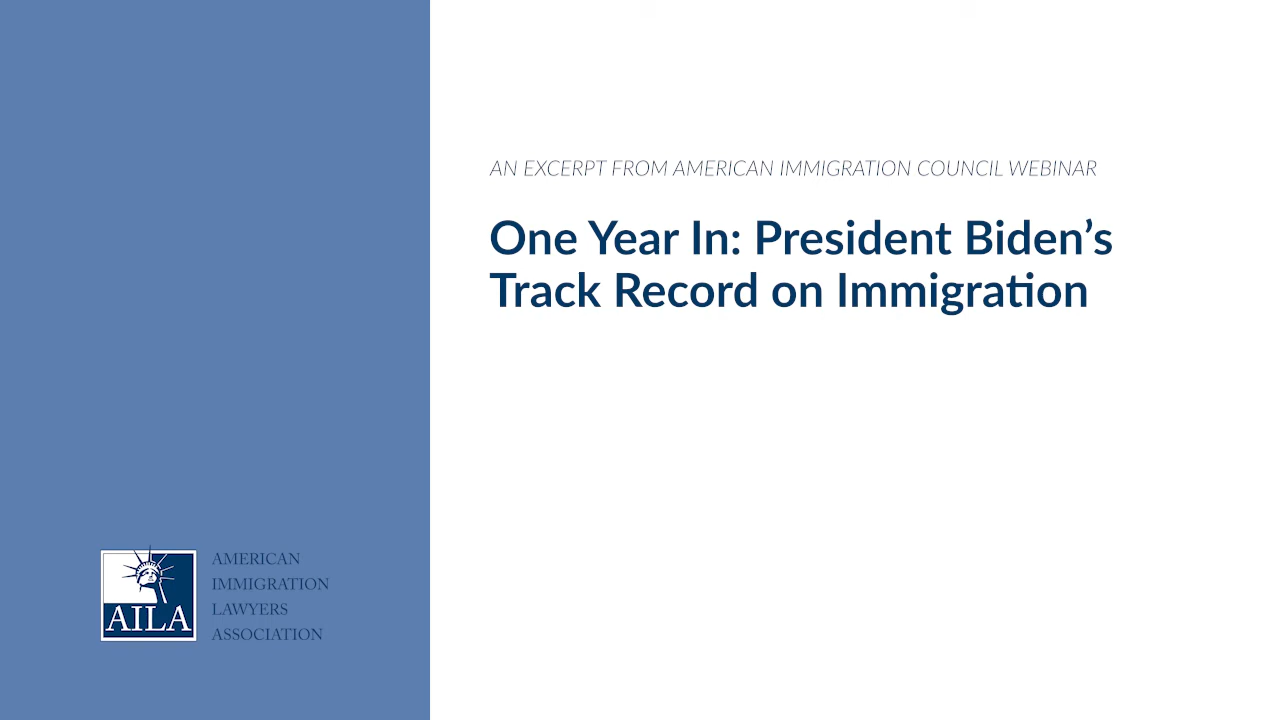 AN EXCERPT FROM AMERICAN IMMIGRATION COUNCIL WEBINAR
One Year In: President Biden’s
Track Record on Immigration
AILA
AMERICAN
IMMIGRATION
LAWYERS
ASSOCIATION